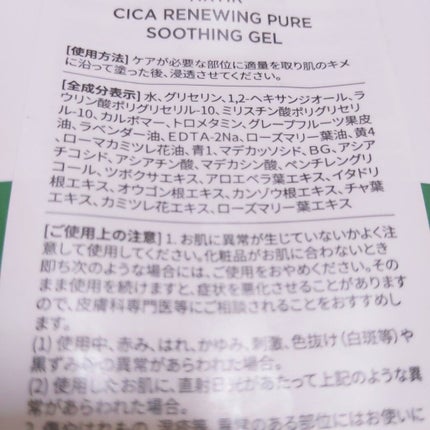 CICA RENEWING PURE
SOOTHING GEL
[使用方法] ケアが必要な部位に適量を取り肌のキメ
に沿って塗った後、浸透させてください。
[全成分表示] 水、グリセリン、1,2-ヘキサンジオール、ラ
ウリン酸ポリグリセリル-10、ミリスチン酸ポリグリセリ
ル-10、カルボマー、トロメタミン、グレープフルーツ果皮
油、ラベンダー油、EDTA-2Na、ローズマリー葉油、黄4
、ローマカミツレ花油、青1、マデカッソシド、BG、アシア
チコシド、アシアチン酸、マデカシン酸、ペンチレングリ
コール、ツボクサエキス、アロエベラ葉エキス、イタドリ
根エキス、オウゴン根エキス、カンゾウ根エキス、チャ葉
エキス、カミツレ花エキス、ローズマリー葉エキス
[ご使用上の注意] 1. お肌に異常が生じていないかよく注
意して使用してください。化粧品がお肌に合わないとき
即ち次のような場合には、ご使用をおやめください。その
まま使用を続けますと、症状を悪化させることがあります
ので、皮膚科専門医等にご相談されることをおすすめし
ます。
(1) 使用中、赤み、はれ、かゆみ、刺激、色抜け(白斑等)や
黒ずみ等の異常があらわれた場合。
(2) 使用したお肌に、直射日光があたって上記のような異
常があらわれた場合。
のある部位にはお使いに